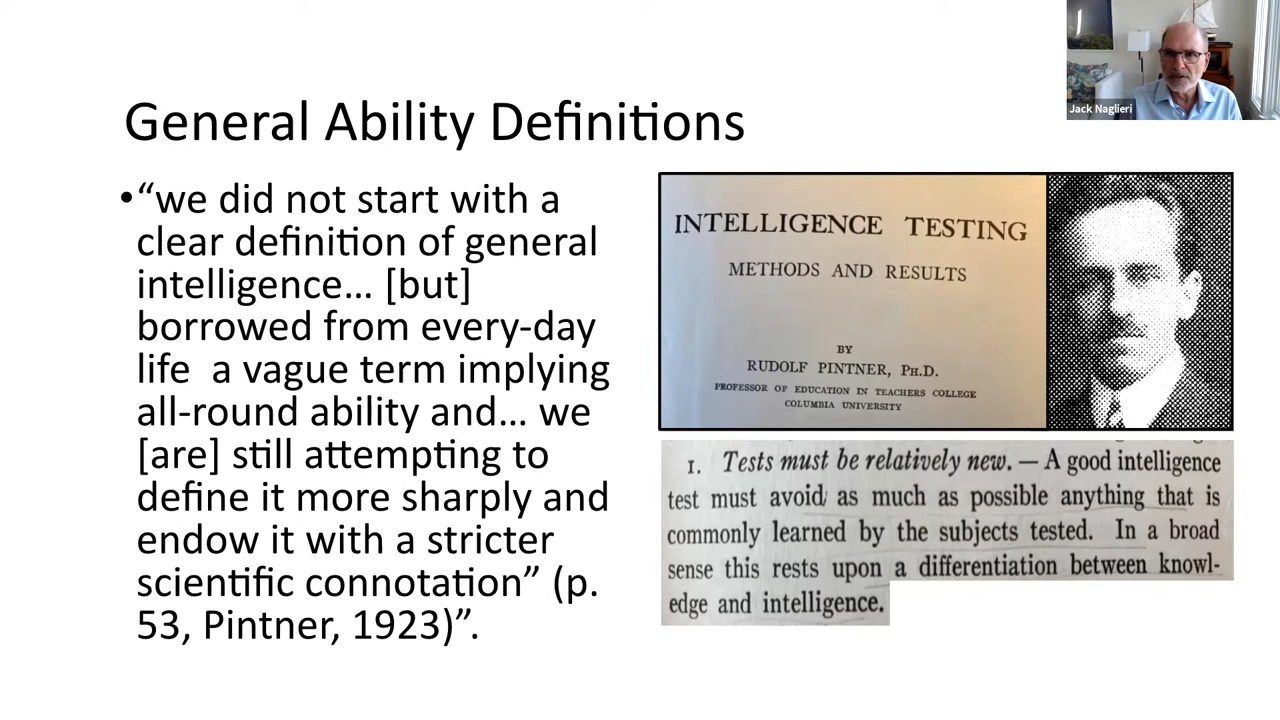 Jack Naglieri
General Ability Definitions
•“we did not start with a
clear definition of general
intelligence… [but]
borrowed from every-day
life  a vague term implying
all-round ability and… we
[are] still attempting to
define it more sharply and
endow it with a stricter
scientific connotation” (p.
53, Pintner, 1923)”.
INTELLIGENCE TESTING
METHODS AND RESULTS
BY
RUDOLF PINTNER, PH.D.
PROFESSOR OF EDUCATION IN TEACHERS COLLEGE
COLUMBIA UNIVERSITY
1. Tests must be relatively new. — A good intelligence
test must avoid as much as possible anything that is
commonly learned by the subjects tested. In a broad
sense this rests upon a differentiation between knowl-
edge and intelligence.